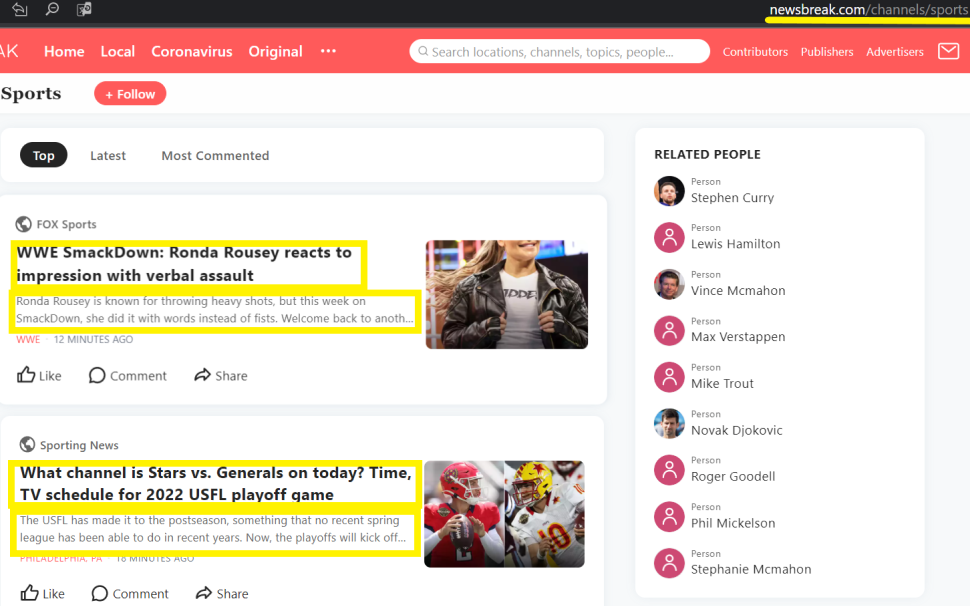 newsbreak.com/channels/sports
AK Home Local Coronavirus Original ••• Search locations, channels, topics, people... Contributors Publishers Advertisers
Sports + Follow
Top Latest Most Commented
FOX Sports
WWE SmackDown: Ronda Rousey reacts to
impression with verbal assault
Ronda Rousey is known for throwing heavy shots, but this week on
SmackDown, she did it with words instead of fists. Welcome back to anoth...
WWE · 12 MINUTES AGO
Like Comment Share
Sporting News
What channel is Stars vs. Generals on today? Time,
TV schedule for 2022 USFL playoff game
The USFL has made it to the postseason, something that no recent spring
league has been able to do in recent years. Now, the playoffs will kick off...
PHILADELPHIA, PA · 18 MINUTES AGO
Like Comment Share
RELATED PEOPLE
Person
Stephen Curry
Person
Lewis Hamilton
Person
Vince Mcmahon
Person
Max Verstappen
Person
Mike Trout
Person
Novak Djokovic
Person
Roger Goodell
Person
Phil Mickelson
Person
Stephanie Mcmahon